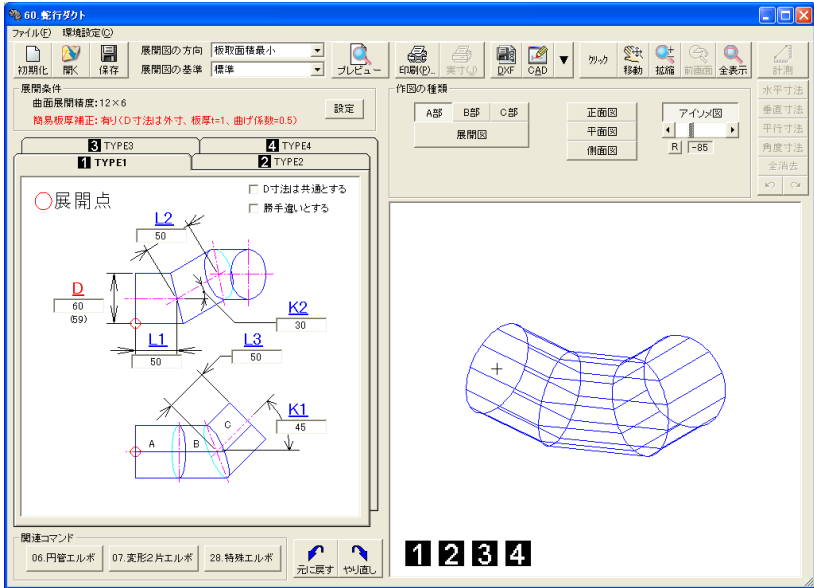 60.蛇行ダクト
ファイル(F) 環境設定(C)
初期化 開く 保存
展開図の方向 板取面積最小
展開図の基準 標準
プレビュー 印刷(P).. 実寸(J) DXF CAD クリック 移動 拡縮 前画面 全表示 計測
展開条件
曲面展開精度:12×6
簡易板厚補正:有り(D寸法は外寸、板厚t=1、曲げ係数=0.5)
設定
3 TYPE3 4 TYPE4
1 TYPE1 2 TYPE2
○展開点
D寸法は共通とする
勝手違いとする
L2
50
D
60
(59)
K2
30
L1
50
L3
50
K1
45
A B C
関連コマンド
06.円管エルボ 07.変形2片エルボ 28.特殊エルボ
元に戻す やり直し
作図の種類
A部 B部 C部
展開図
正面図
平面図
側面図
アイソメ図
R -85
水平寸法
垂直寸法
平行寸法
角度寸法
全消去
1 2 3 4